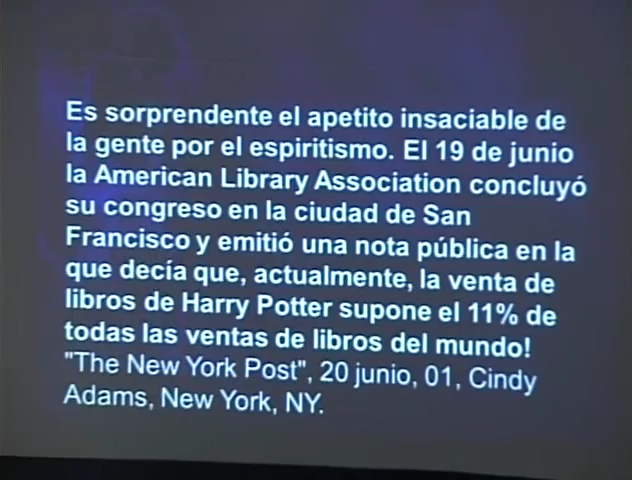 Es sorprendente el apetito insaciable de
la gente por el espiritismo. El 19 de junio
la American Library Association concluyó
su congreso en la ciudad de San
Francisco y emitió una nota pública en la
que decía que, actualmente, la venta de
libros de Harry Potter supone el 11% de
todas las ventas de libros del mundo!
"The New York Post", 20 junio, 01, Cindy
Adams, New York, NY.